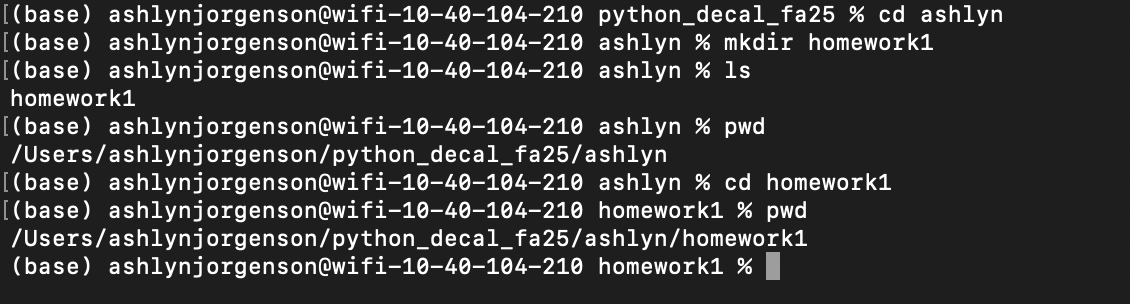 [(base) ashlynjorgenson@wifi-10-40-104-210 python_decal_fa25 % cd ashlyn
[(base) ashlynjorgenson@wifi-10-40-104-210 ashlyn % mkdir homework1
[(base) ashlynjorgenson@wifi-10-40-104-210 ashlyn % ls
homework1
[(base) ashlynjorgenson@wifi-10-40-104-210 ashlyn % pwd
/Users/ashlynjorgenson/python_decal_fa25/ashlyn
[(base) ashlynjorgenson@wifi-10-40-104-210 ashlyn % cd homework1
[(base) ashlynjorgenson@wifi-10-40-104-210 homework1 % pwd
/Users/ashlynjorgenson/python_decal_fa25/ashlyn/homework1
(base) ashlynjorgenson@wifi-10-40-104-210 homework1 %